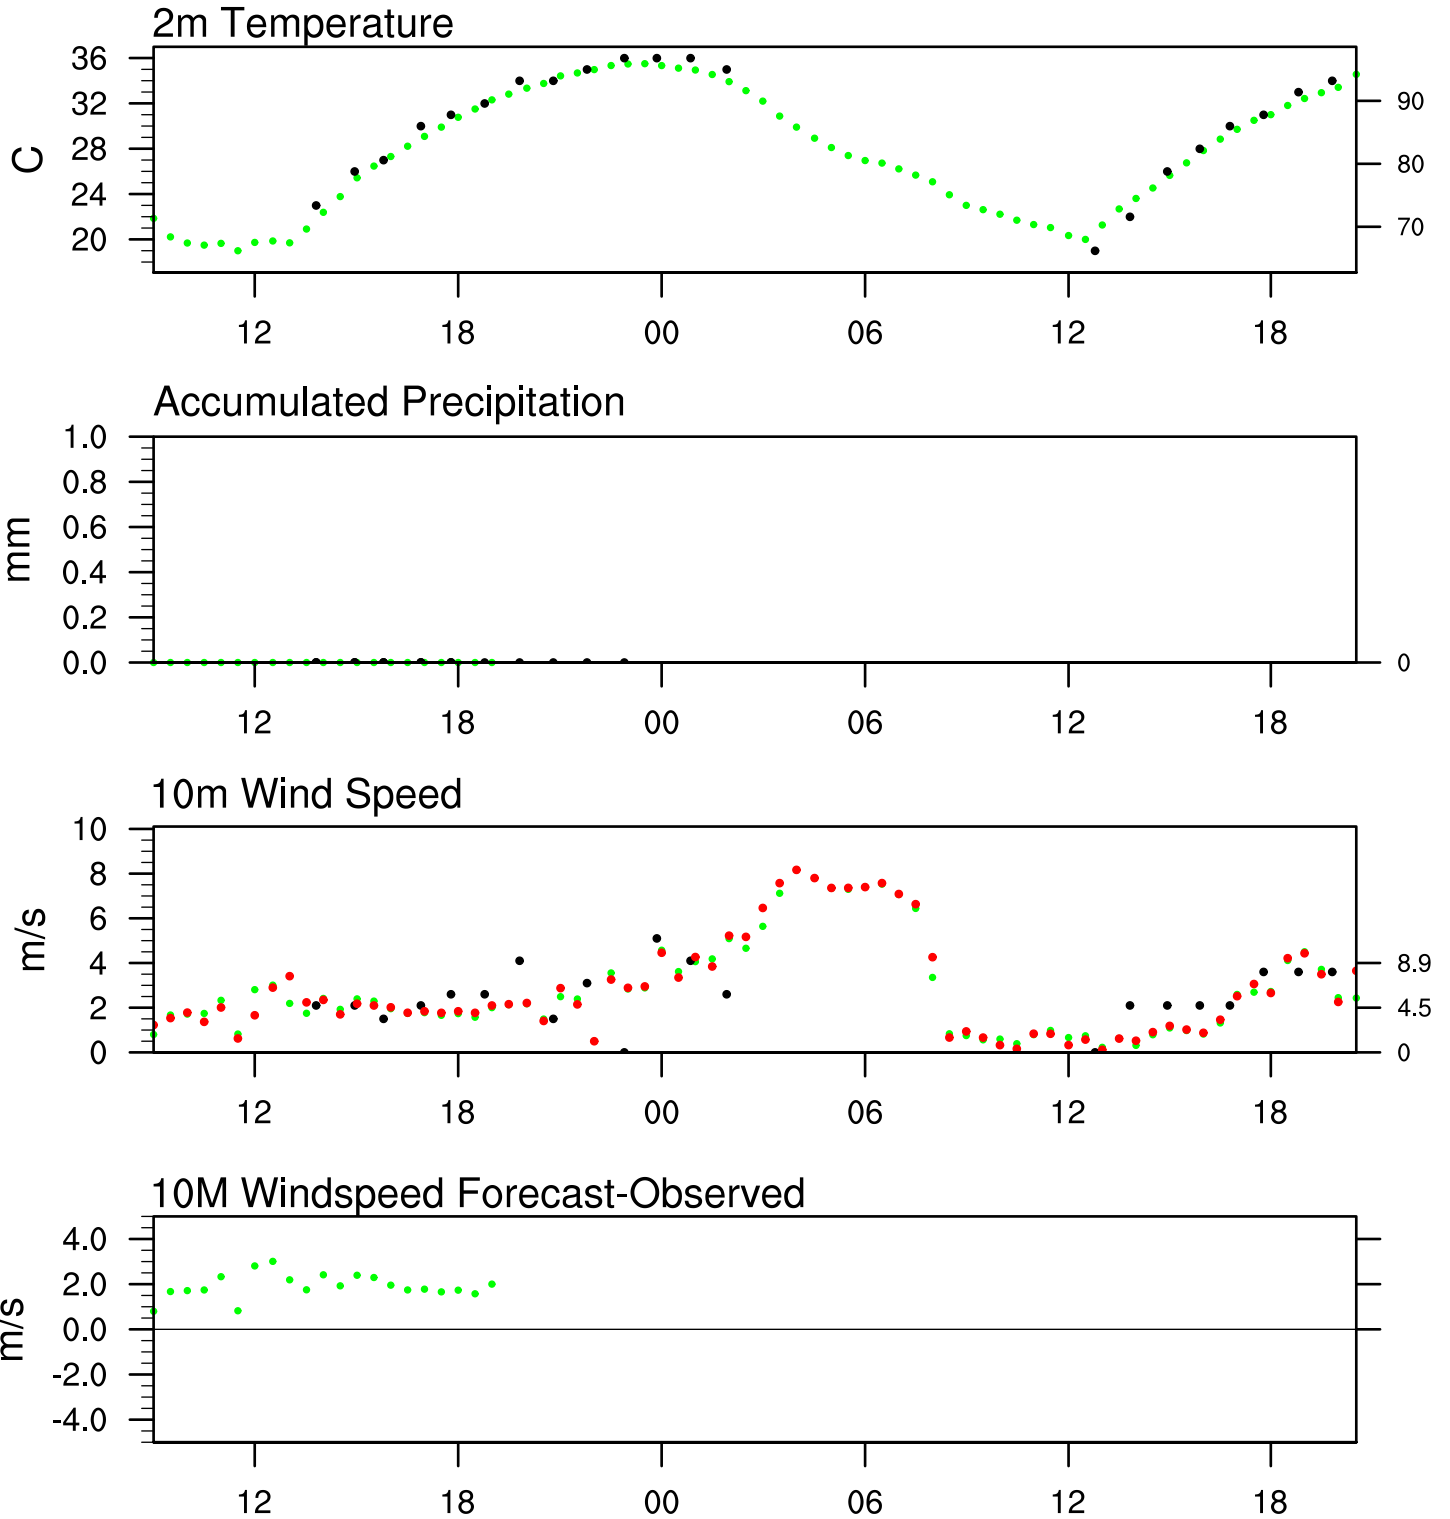 2m Temperature
36
32
28
24
20
C
90
80
70
12 18 00 06 12 18
Accumulated Precipitation
1.0
0.8
0.6
0.4
0.2
0.0
mm
0
12 18 00 06 12 18
10m Wind Speed
10
8
6
4
2
0
m/s
8.9
4.5
0
12 18 00 06 12 18
10M Windspeed Forecast-Observed
4.0
2.0
0.0
-2.0
-4.0
m/s
12 18 00 06 12 18